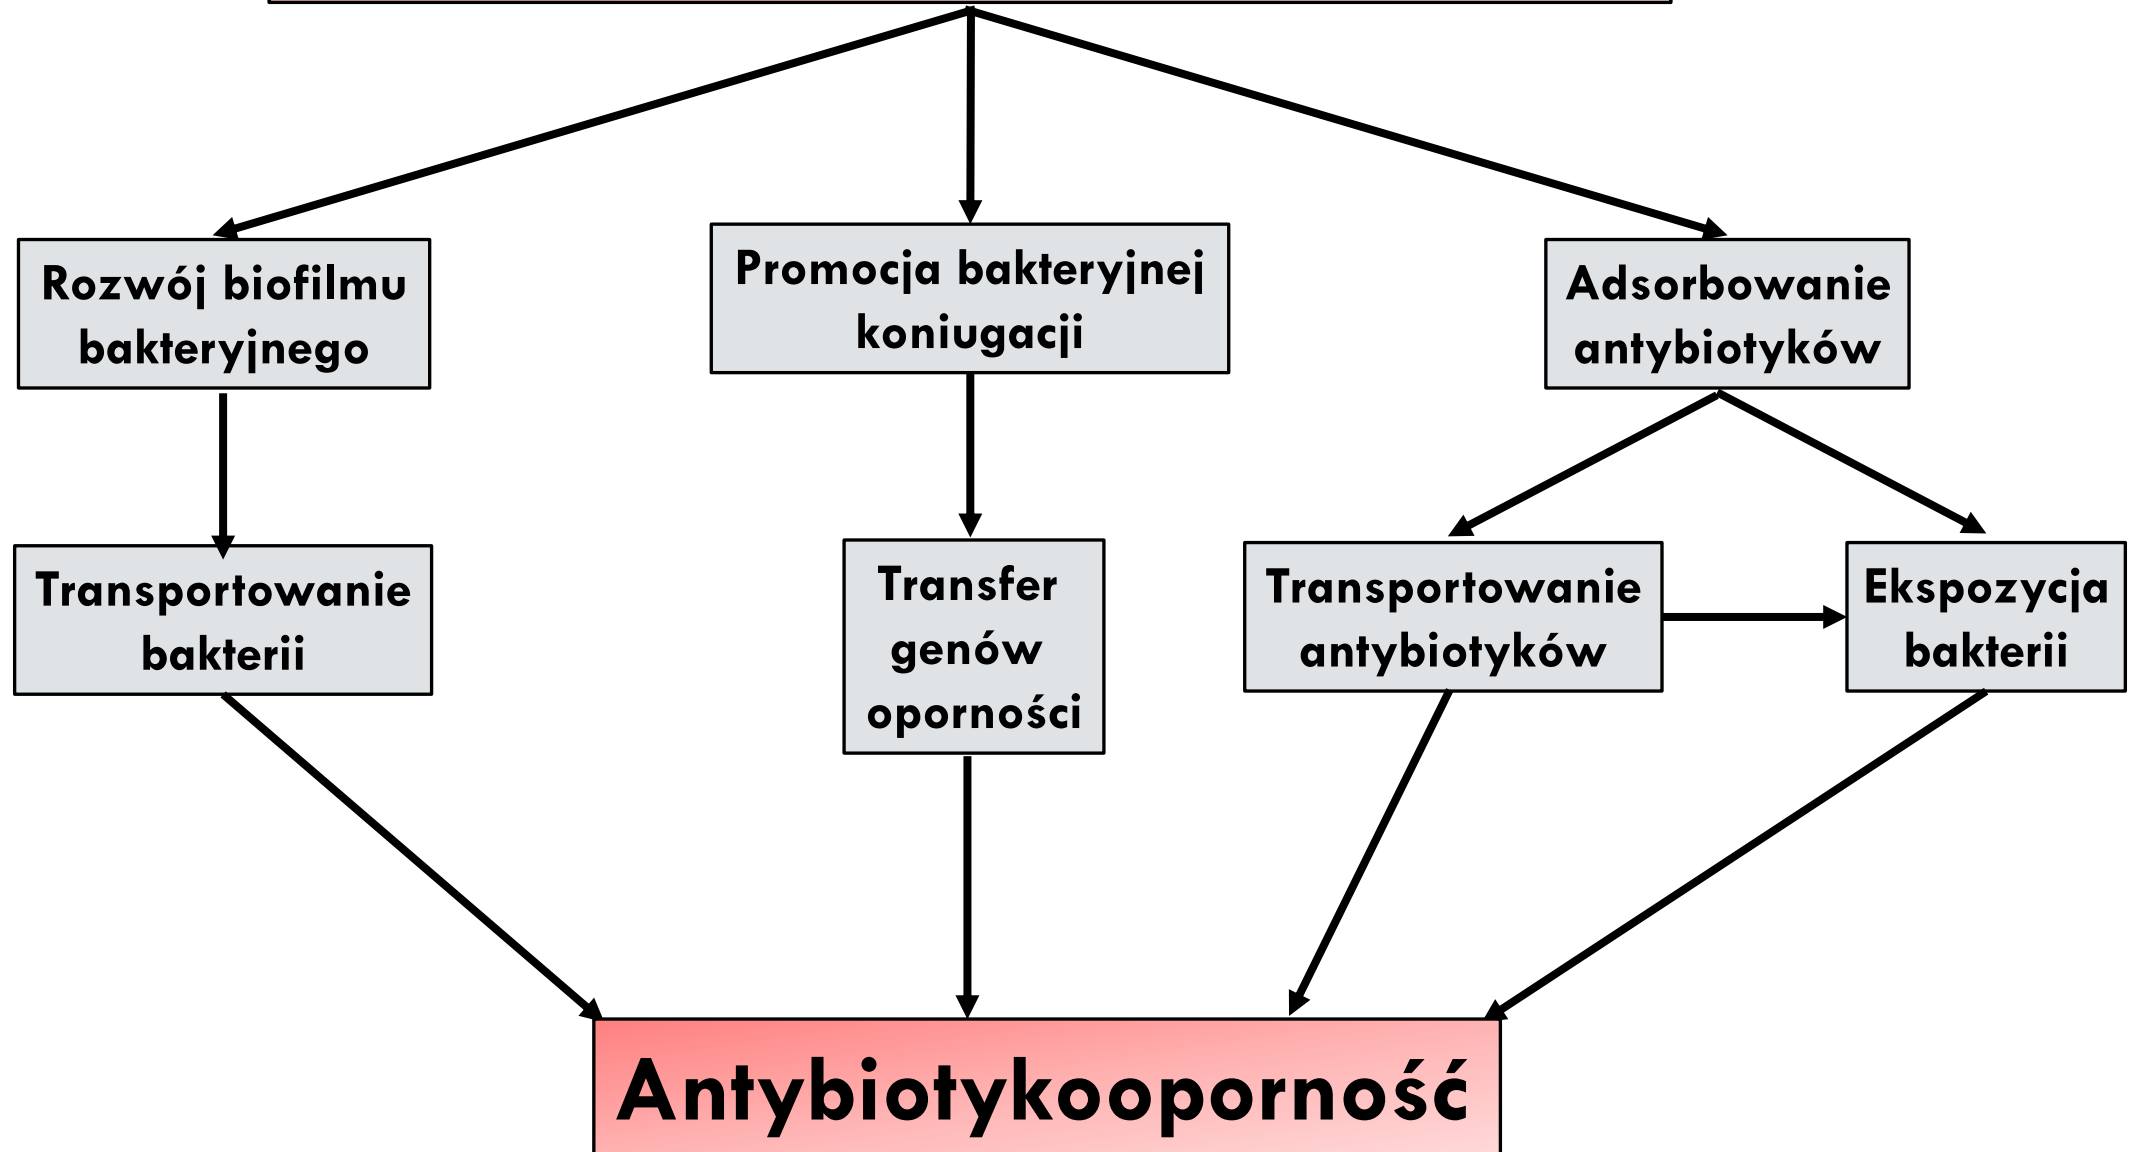 Rozwój biofilmu
bakteryjnego
Promocja bakteryjnej
koniugacji
Adsorbowanie
antybiotyków
Transportowanie
bakterii
Transfer
genów
oporności
Transportowanie
antybiotyków
Ekspozycja
bakterii
Antybiotykooporność